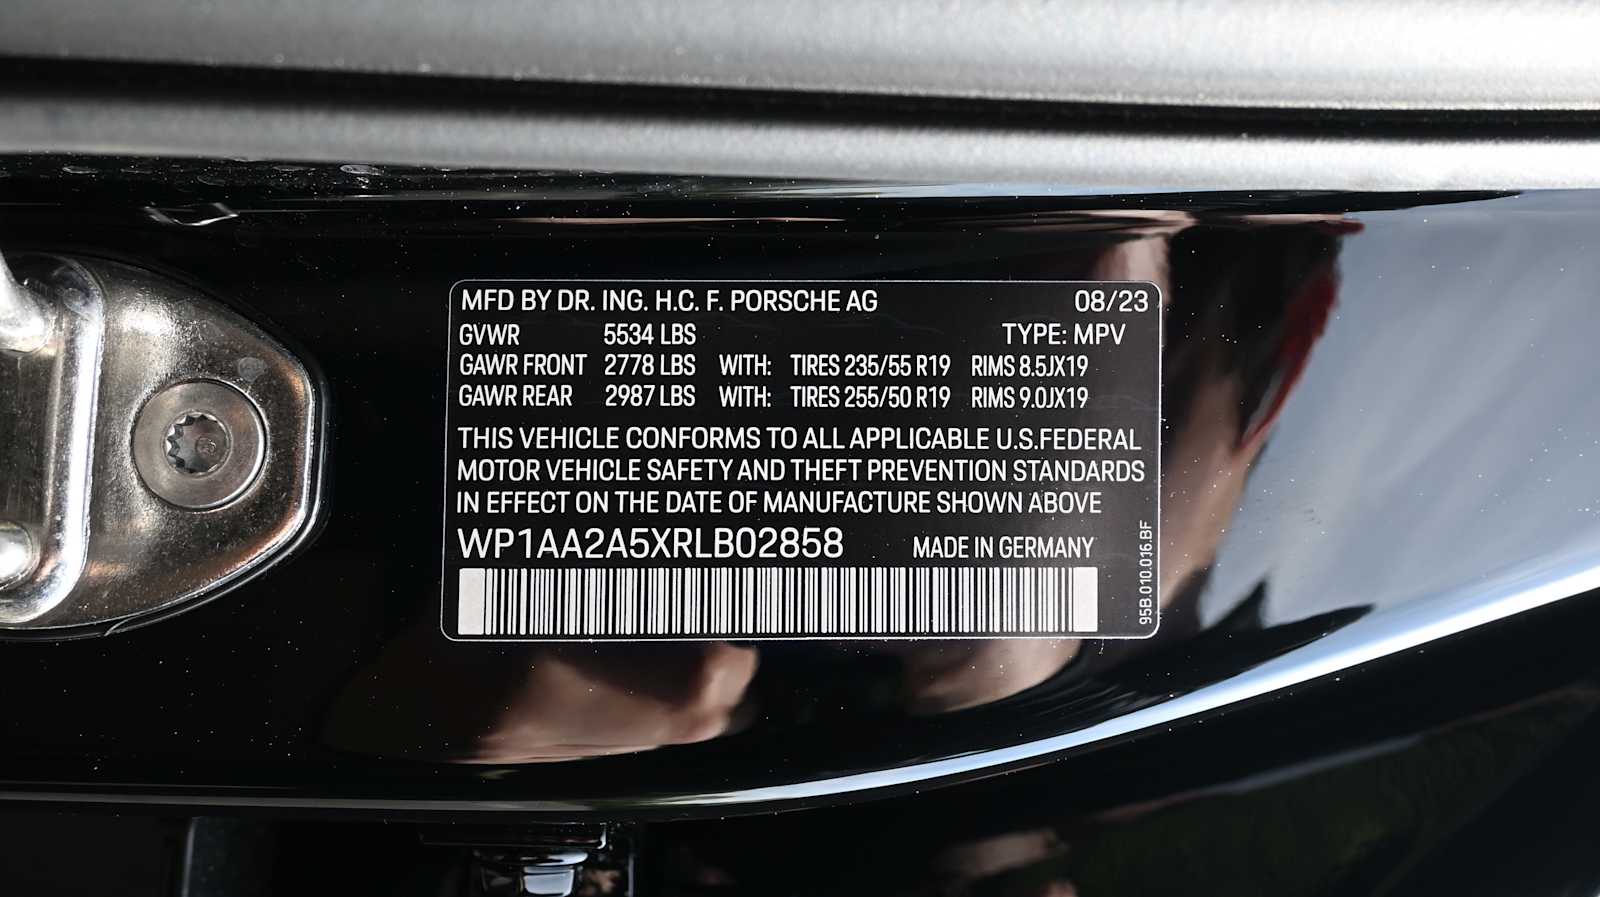 MFD BY DR. ING. H.C. F. PORSCHE AG 08/23
GVWR 5534 LBS TYPE: MPV
GAWR FRONT 2778 LBS WITH: TIRES 235/55 R19 RIMS 8.5JX19
GAWR REAR 2987 LBS WITH: TIRES 255/50 R19 RIMS 9.0JX19
THIS VEHICLE CONFORMS TO ALL APPLICABLE U.S.FEDERAL
MOTOR VEHICLE SAFETY AND THEFT PREVENTION STANDARDS
IN EFFECT ON THE DATE OF MANUFACTURE SHOWN ABOVE
WP1AA2A5XRLB02858 MADE IN GERMANY
95B.010.016.BF